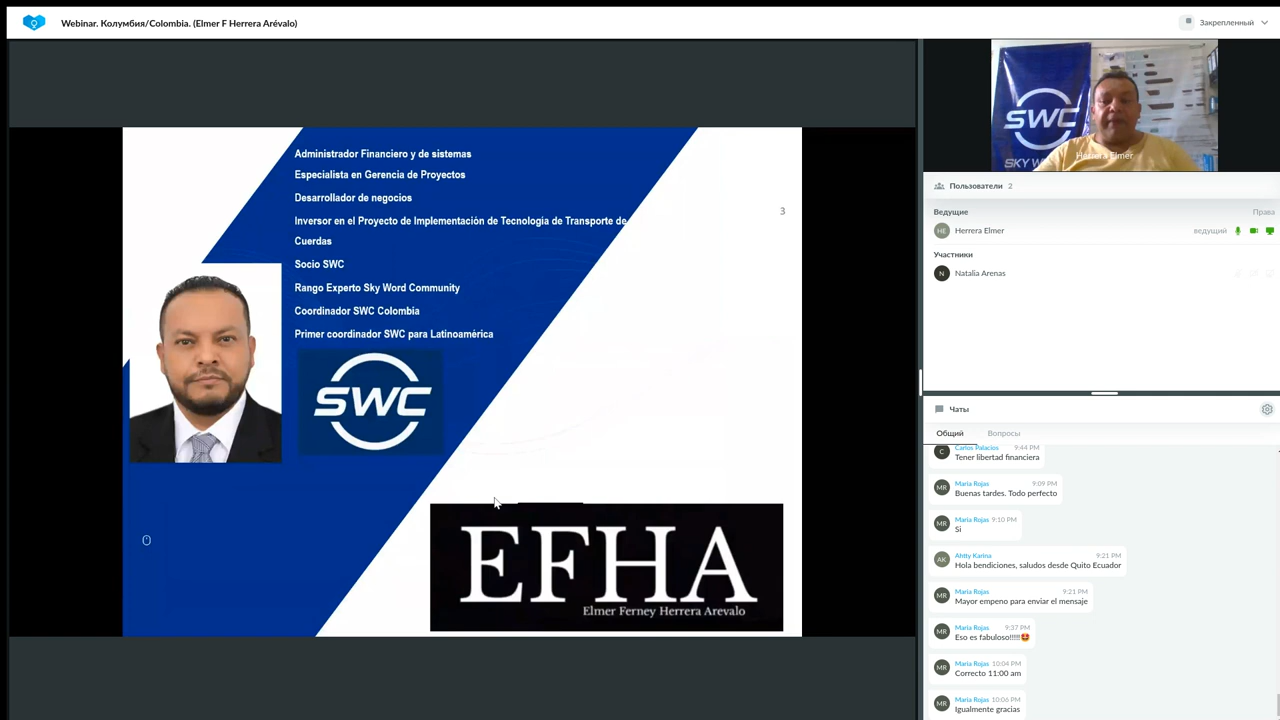 Webinar. Колумбия/Colombia. (Elmer F Herrera Arévalo)
Закрепленный
Administrador Financiero y de sistemas
Especialista en Gerencia de Proyectos
Desarrollador de negocios
Inversor en el Proyecto de Implementación de Tecnología de Transporte de
Cuerdas
Socio SWC
Rango Experto Sky Word Community
Coordinador SWC Colombia
Primer coordinador SWC para Latinoamérica
3
SWC
EFHA
Elmer Ferney Herrera Arevalo
SWC
SKY W
Herrera Elmer
Пользователи 2
Ведущие
Права
HE
Herrera Elmer
ведущий
Участники
N
Natalia Arenas
Чаты
Общий
Вопросы
C
Carlos Palacios 9:44 PM
Tener libertad financiera
MR
Maria Rojas 9:09 PM
Buenas tardes. Todo perfecto
MR
Maria Rojas 9:10 PM
Si
AK
Ahtty Karina 9:21 PM
Hola bendiciones, saludos desde Quito Ecuador
MR
Maria Rojas 9:21 PM
Mayor empeno para enviar el mensaje
MR
Maria Rojas 9:37 PM
Eso es fabuloso!!!!!🤩
MR
Maria Rojas 10:04 PM
Correcto 11:00 am
MR
Maria Rojas 10:06 PM
Igualmente gracias